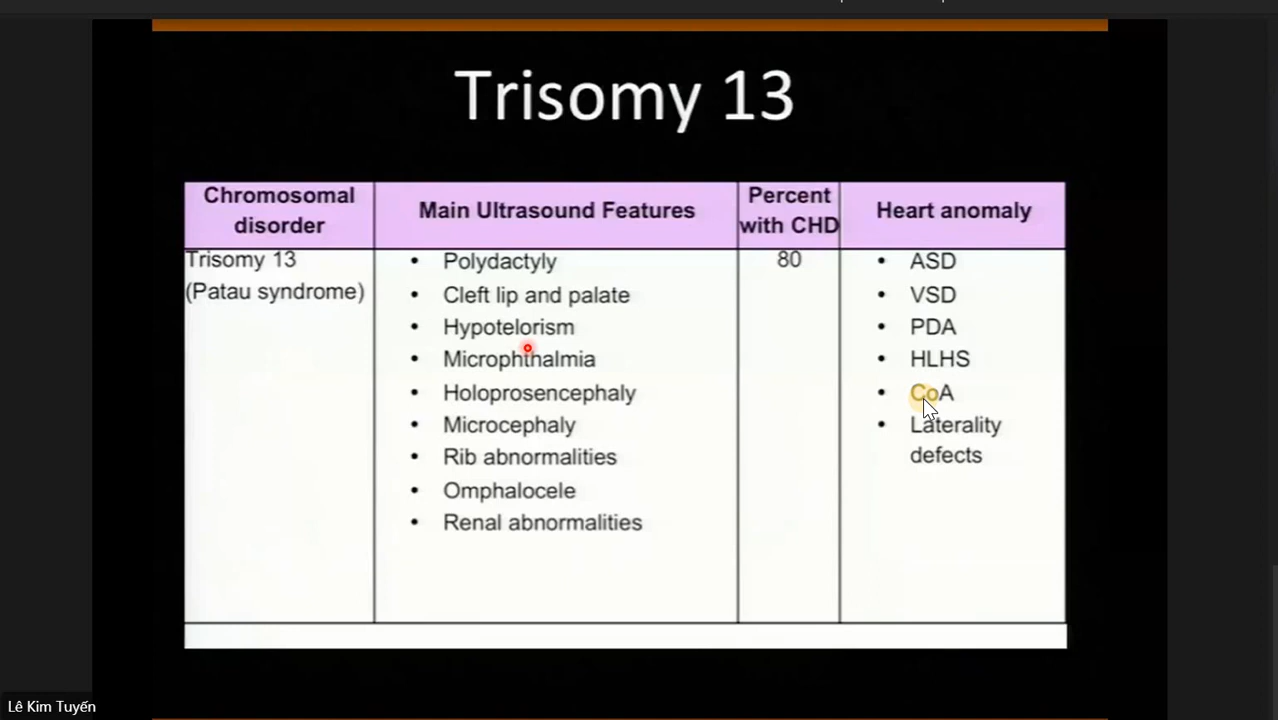 Trisomy 13
Chromosomal disorder
Main Ultrasound Features
Percent with CHD
Heart anomaly
Trisomy 13
(Patau syndrome)
• Polydactyly
• Cleft lip and palate
• Hypotelorism
• Microphthalmia
• Holoprosencephaly
• Microcephaly
• Rib abnormalities
• Omphalocele
• Renal abnormalities
80
• ASD
• VSD
• PDA
• HLHS
• CoA
• Laterality
defects
Lê Kim Tuyến